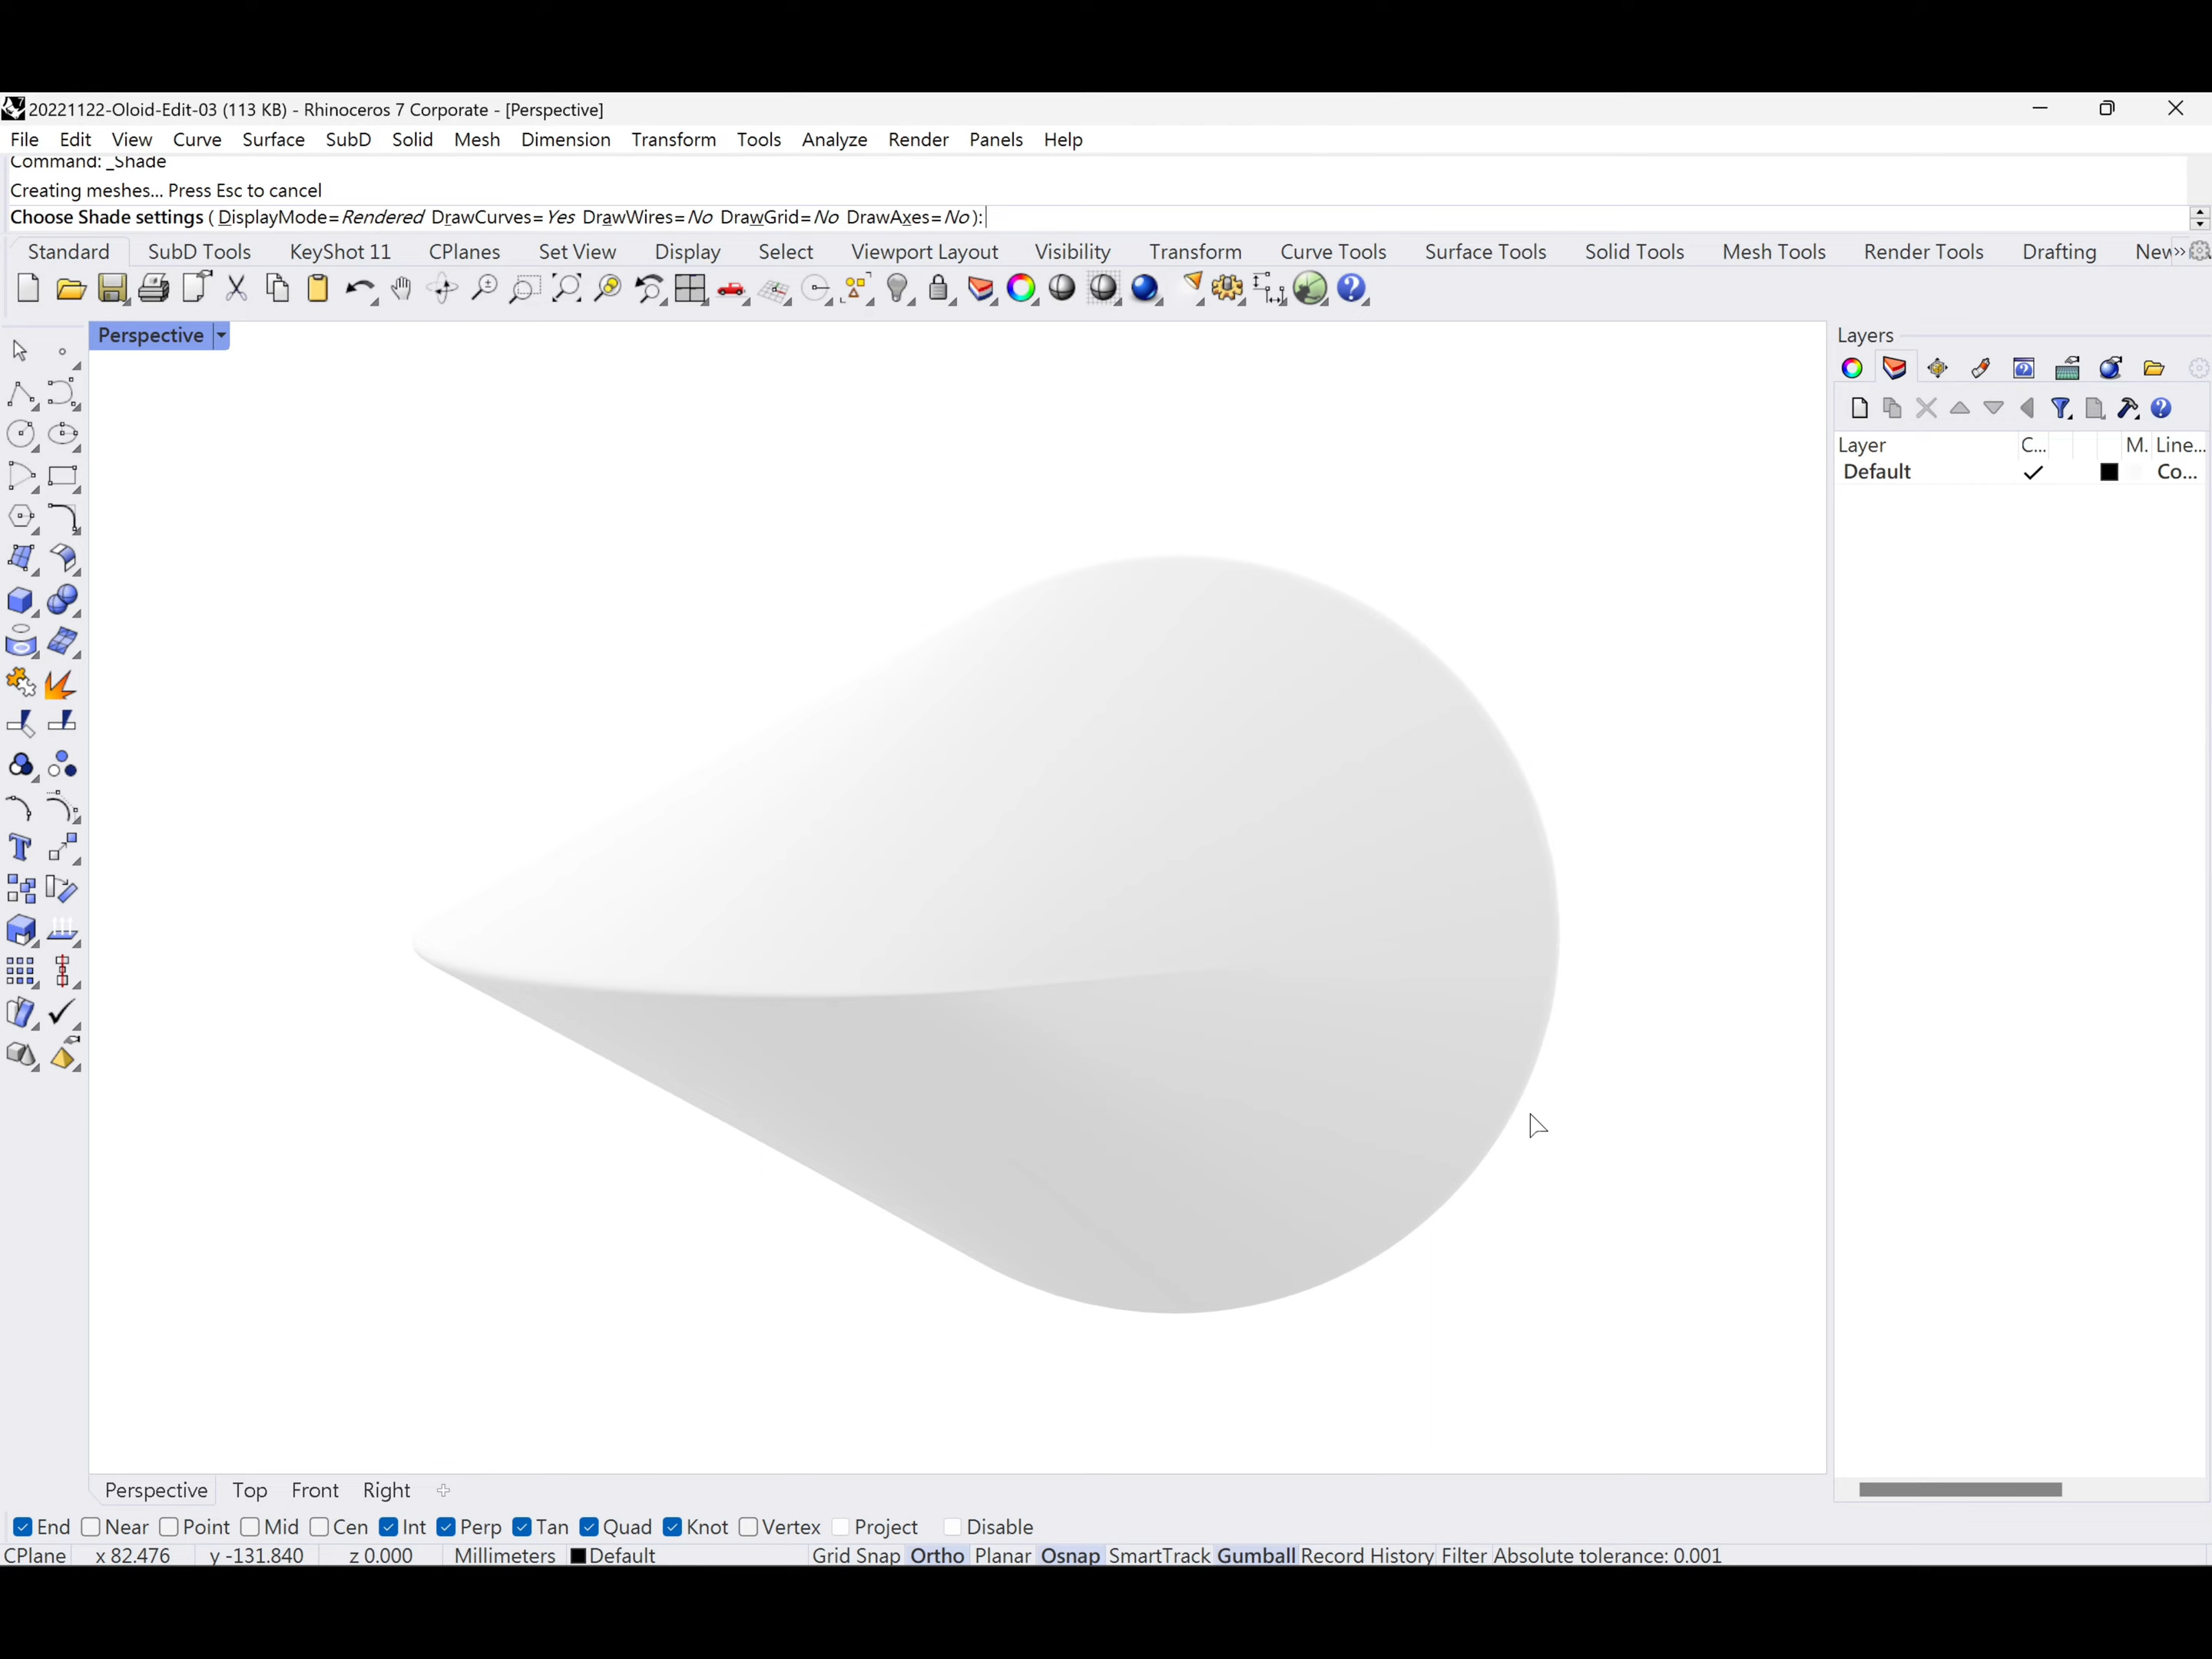 20221122-Oloid-Edit-03 (113 KB) - Rhinoceros 7 Corporate - [Perspective]
File Edit View Curve Surface SubD Solid Mesh Dimension Transform Tools Analyze Render Panels Help
Command: _Shade
Creating meshes... Press Esc to cancel
Choose Shade settings ( DisplayMode=Rendered DrawCurves=Yes DrawWires=No DrawGrid=No DrawAxes=No ):
Standard SubD Tools KeyShot 11 CPlanes Set View Display Select Viewport Layout Visibility Transform Curve Tools Surface Tools Solid Tools Mesh Tools Render Tools Drafting New
Perspective
Layers
Layer C... M. Line...
Default Co...
Perspective Top Front Right
End Near Point Mid Cen Int Perp Tan Quad Knot Vertex Project Disable
CPlane x 82.476 y -131.840 z 0.000 Millimeters Default Grid Snap Ortho Planar Osnap SmartTrack Gumball Record History Filter Absolute tolerance: 0.001